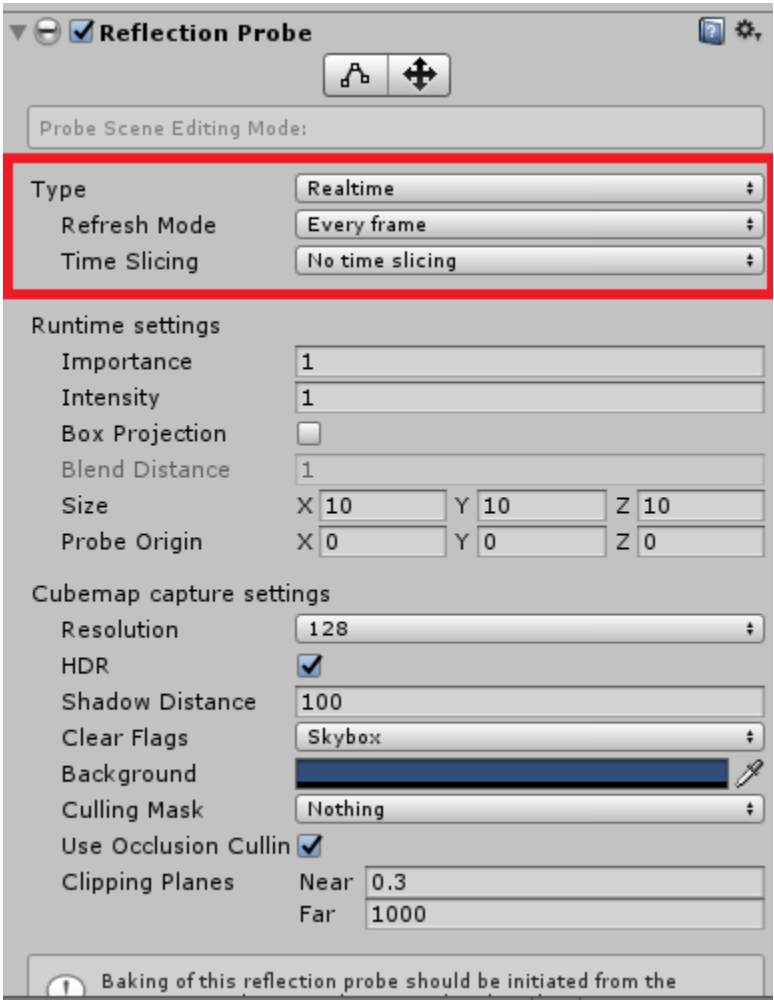 Reflection Probe
Probe Scene Editing Mode:
Type Realtime
Refresh Mode Every frame
Time Slicing No time slicing
Runtime settings
Importance 1
Intensity 1
Box Projection
Blend Distance 1
Size X 10 Y 10 Z 10
Probe Origin X 0 Y 0 Z 0
Cubemap capture settings
Resolution 128
HDR
Shadow Distance 100
Clear Flags Skybox
Background
Culling Mask Nothing
Use Occlusion Cullin
Clipping Planes Near 0.3
Far 1000
Baking of this reflection probe should be initiated from the